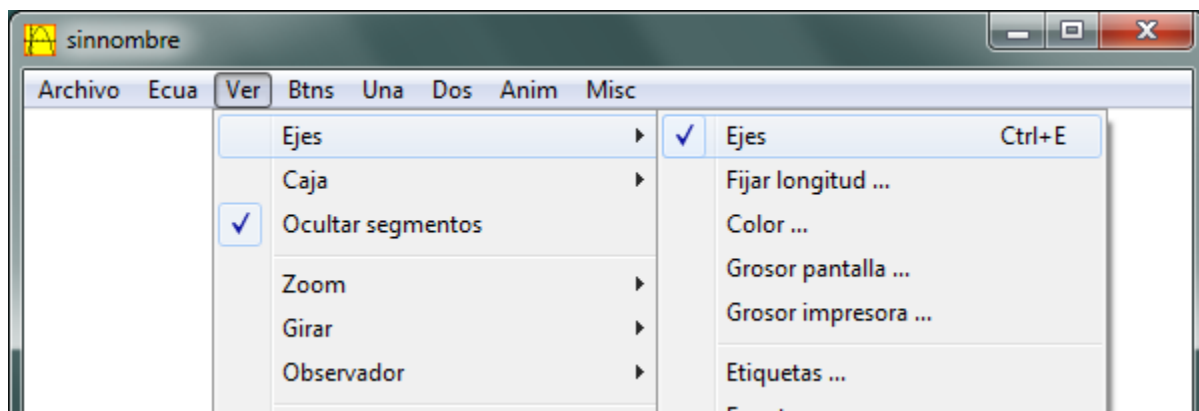 sinnombre
Archivo Ecua Ver Btns Una Dos Anim Misc
Ejes
Caja
Ocultar segmentos
Zoom
Girar
Observador
Ejes Ctrl+E
Fijar longitud ...
Color ...
Grosor pantalla ...
Grosor impresora ...
Etiquetas ...